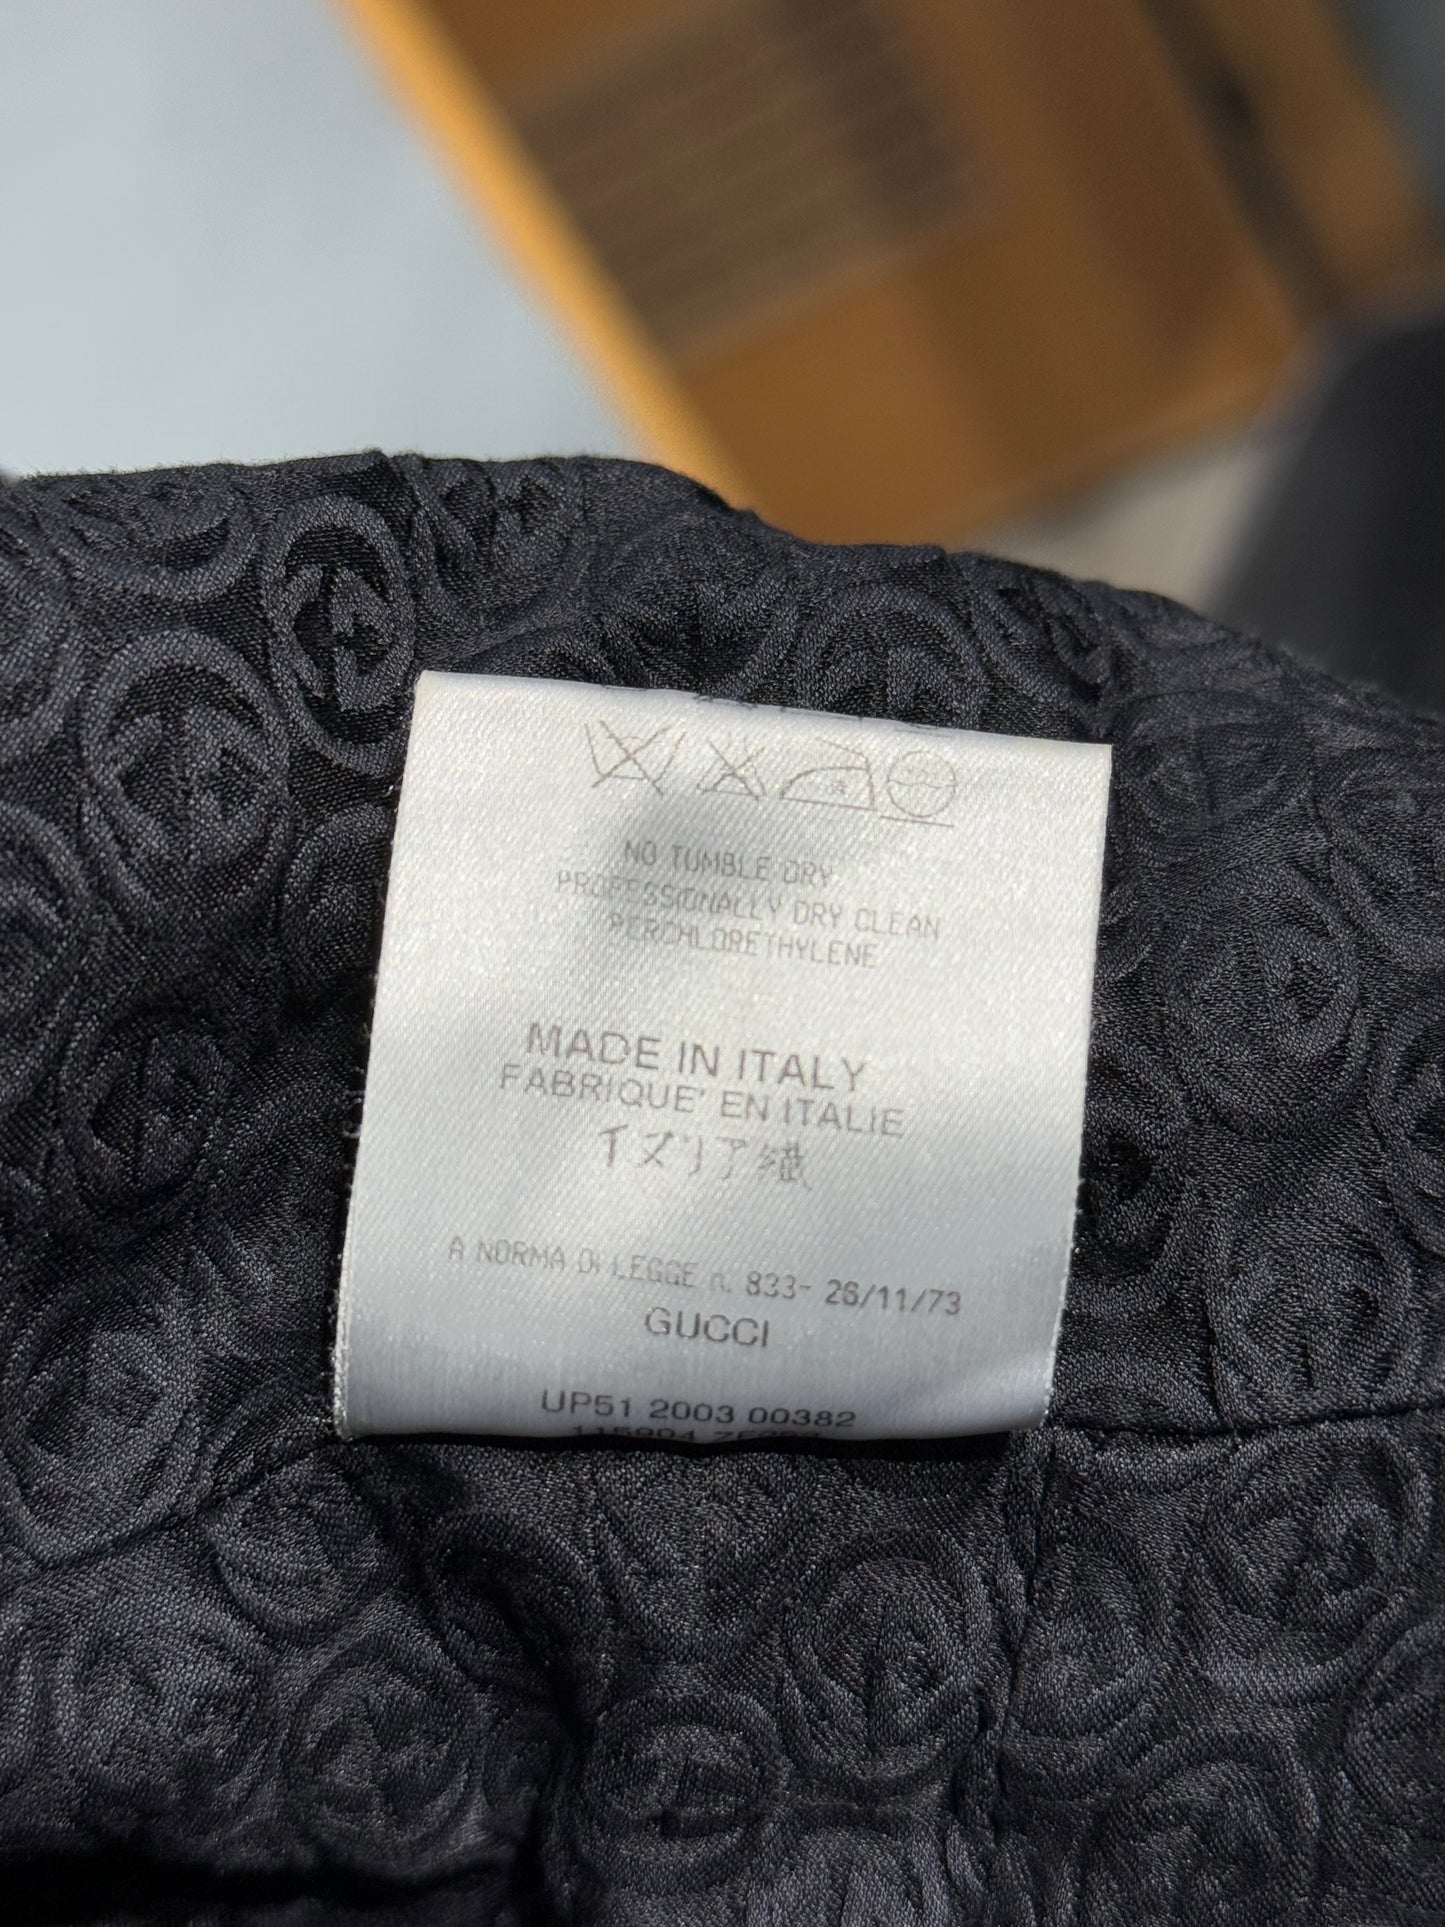 NO TUMBLE DRY
PROFESSIONALLY DRY CLEAN
PERCHLORETHYLENE
MADE IN ITALY
FABRIQUE' EN ITALIE
イタリア織
A NORMA DI LEGGE n. 833- 26/11/73
GUCCI
UP51 2003 00382